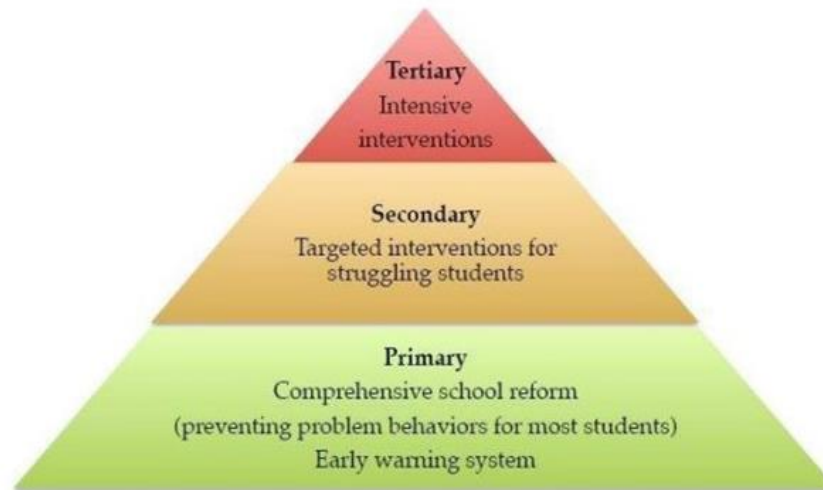 Tertiary
Intensive
interventions
Secondary
Targeted interventions for
struggling students
Primary
Comprehensive school reform
(preventing problem behaviors for most students)
Early warning system